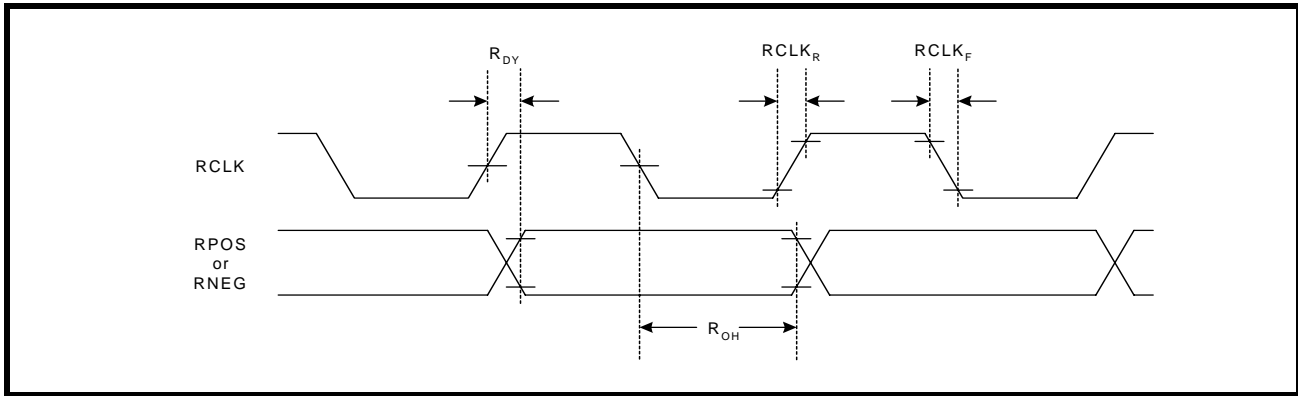 R_DY
RCLK_R
RCLK_F
RCLK
RPOS
or
RNEG
R_OH